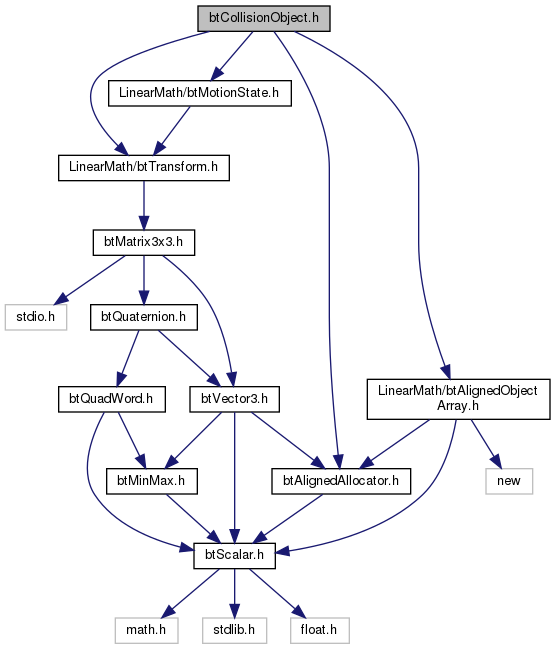 btCollisionObject.h
LinearMath/btMotionState.h
LinearMath/btTransform.h
btMatrix3x3.h
stdio.h
btQuaternion.h
btQuadWord.h
btVector3.h
LinearMath/btAlignedObject
Array.h
btMinMax.h
btAlignedAllocator.h
new
btScalar.h
math.h
stdlib.h
float.h